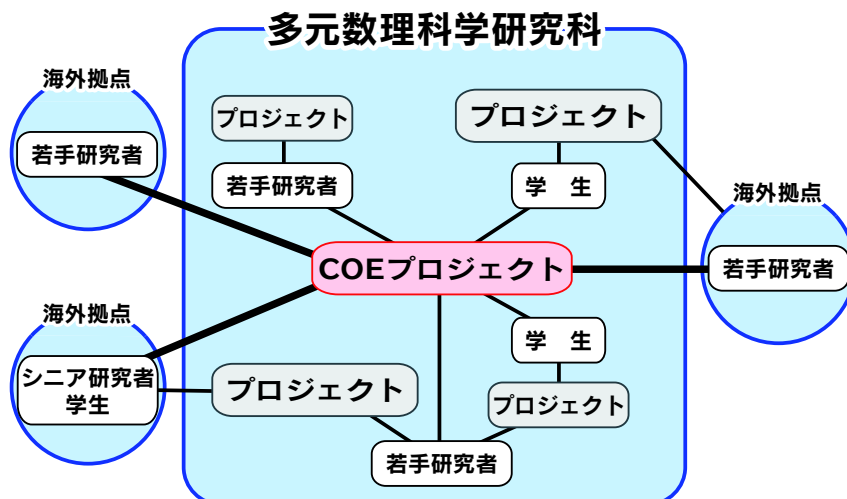 多元数理科学研究科
海外拠点
若手研究者
プロジェクト
若手研究者
プロジェクト
学　生
海外拠点
若手研究者
COEプロジェクト
海外拠点
シニア研究者
学生
プロジェクト
学　生
プロジェクト
若手研究者